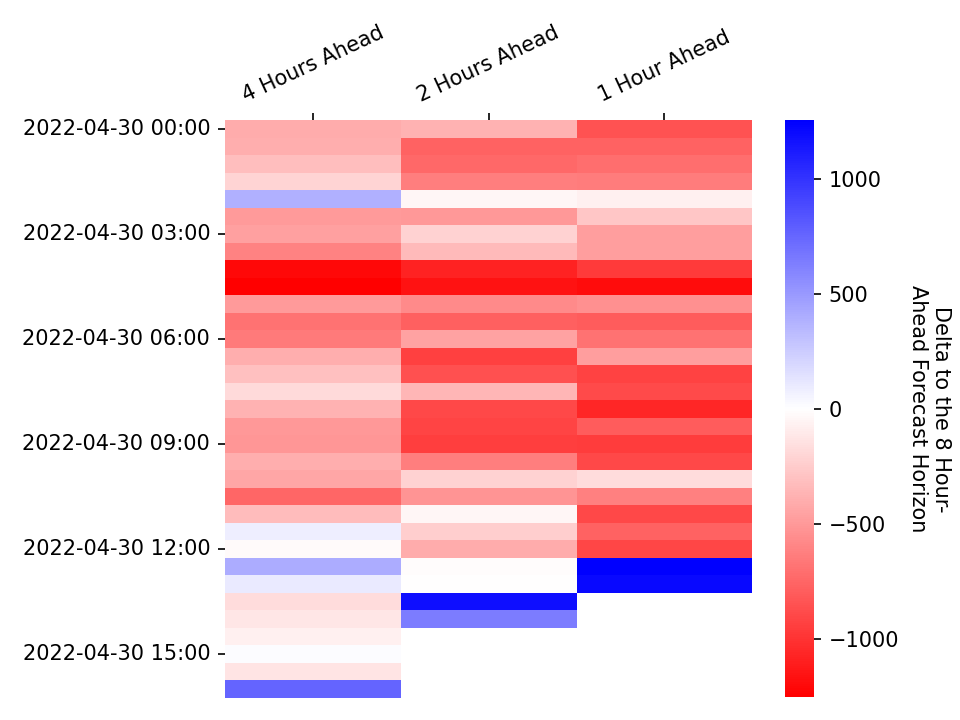 4 Hours Ahead
2 Hours Ahead
1 Hour Ahead
2022-04-30 00:00
2022-04-30 03:00
2022-04-30 06:00
2022-04-30 09:00
2022-04-30 12:00
2022-04-30 15:00
1000
500
0
−500
−1000
Delta to the 8 Hour-
Ahead Forecast Horizon